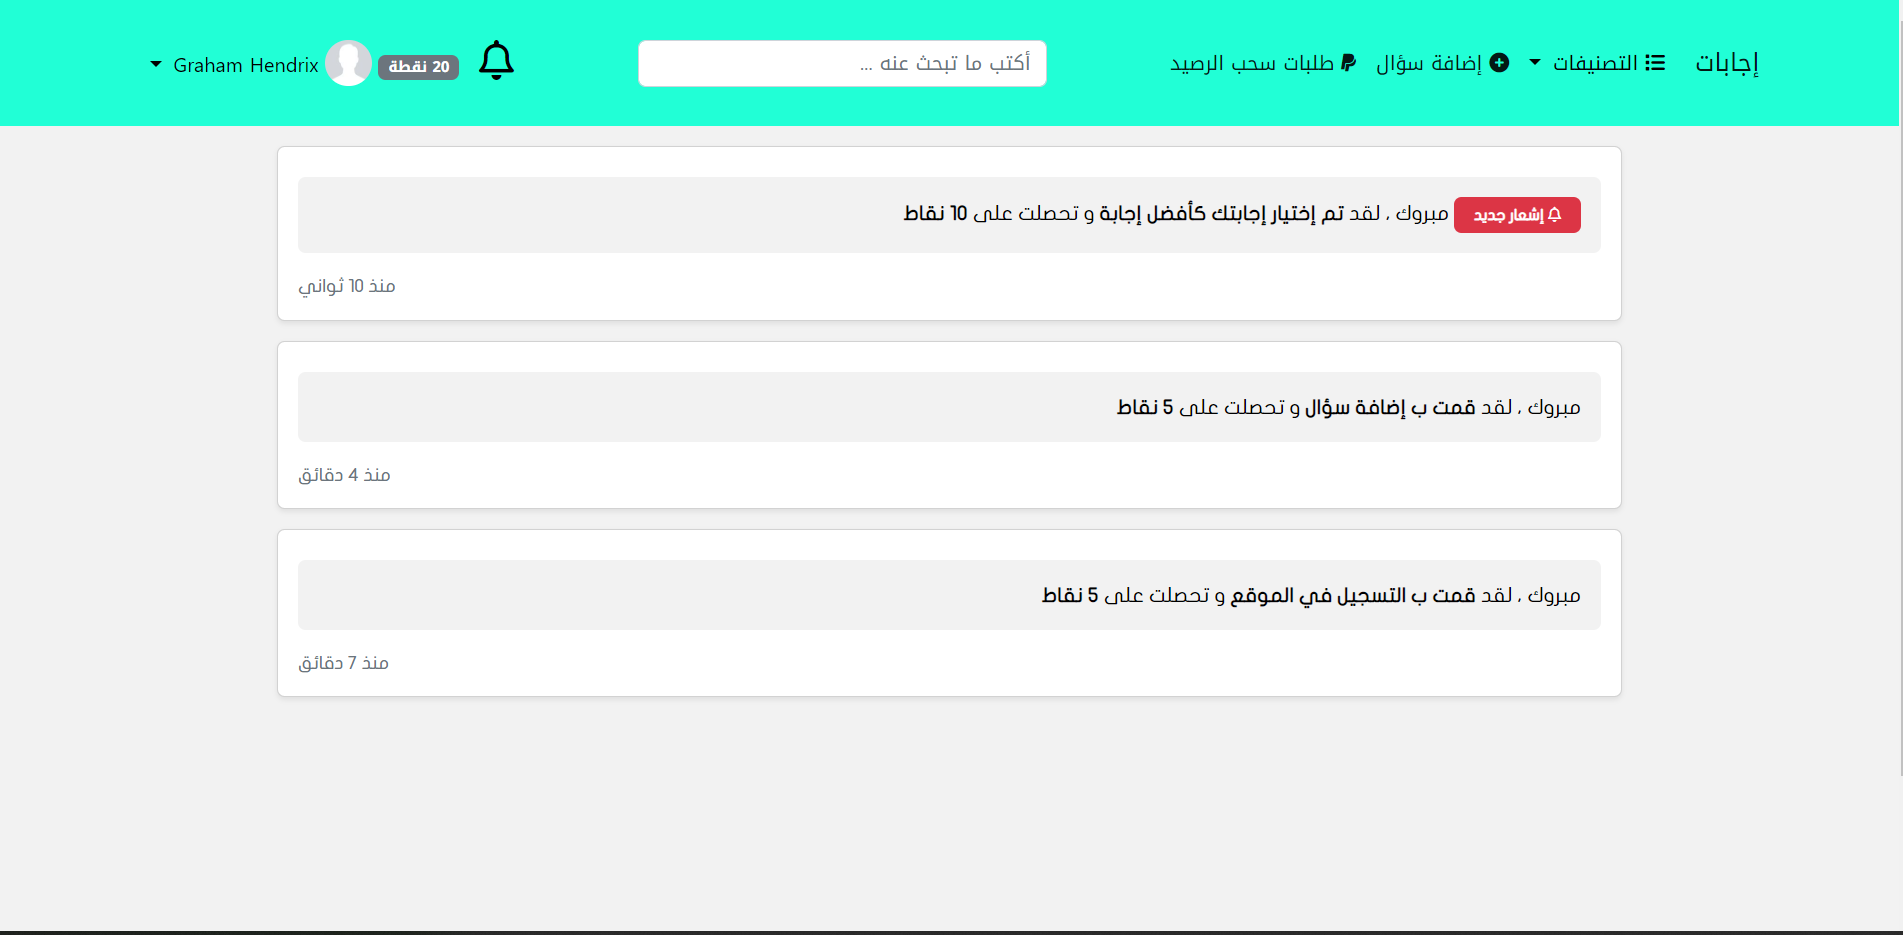 إجابات
التصنيفات
إضافة سؤال
طلبات سحب الرصيد
أكتب ما تبحث عنه ...
20 نقطة
Graham Hendrix
إشعار جديد مبروك ، لقد تم إختيار إجابتك كأفضل إجابة و تحصلت على 10 نقاط
منذ 10 ثواني
مبروك ، لقد قمت ب إضافة سؤال و تحصلت على 5 نقاط
منذ 4 دقائق
مبروك ، لقد قمت ب التسجيل في الموقع و تحصلت على 5 نقاط
منذ 7 دقائق